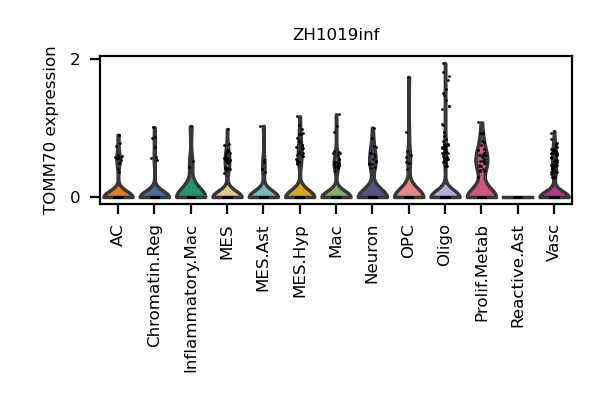 ZH1019inf
TOMM70 expression
2
0
AC
Chromatin.Reg
Inflammatory.Mac
MES
MES.Ast
MES.Hyp
Mac
Neuron
OPC
Oligo
Prolif.Metab
Reactive.Ast
Vasc